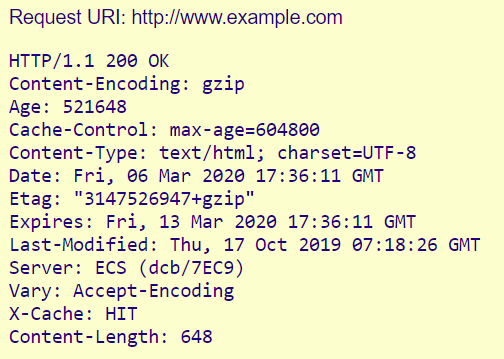 Request URI: http://www.example.com
HTTP/1.1 200 OK
Content-Encoding: gzip
Age: 521648
Cache-Control: max-age=604800
Content-Type: text/html; charset=UTF-8
Date: Fri, 06 Mar 2020 17:36:11 GMT
Etag: "3147526947+gzip"
Expires: Fri, 13 Mar 2020 17:36:11 GMT
Last-Modified: Thu, 17 Oct 2019 07:18:26 GMT
Server: ECS (dcb/7EC9)
Vary: Accept-Encoding
X-Cache: HIT
Content-Length: 648